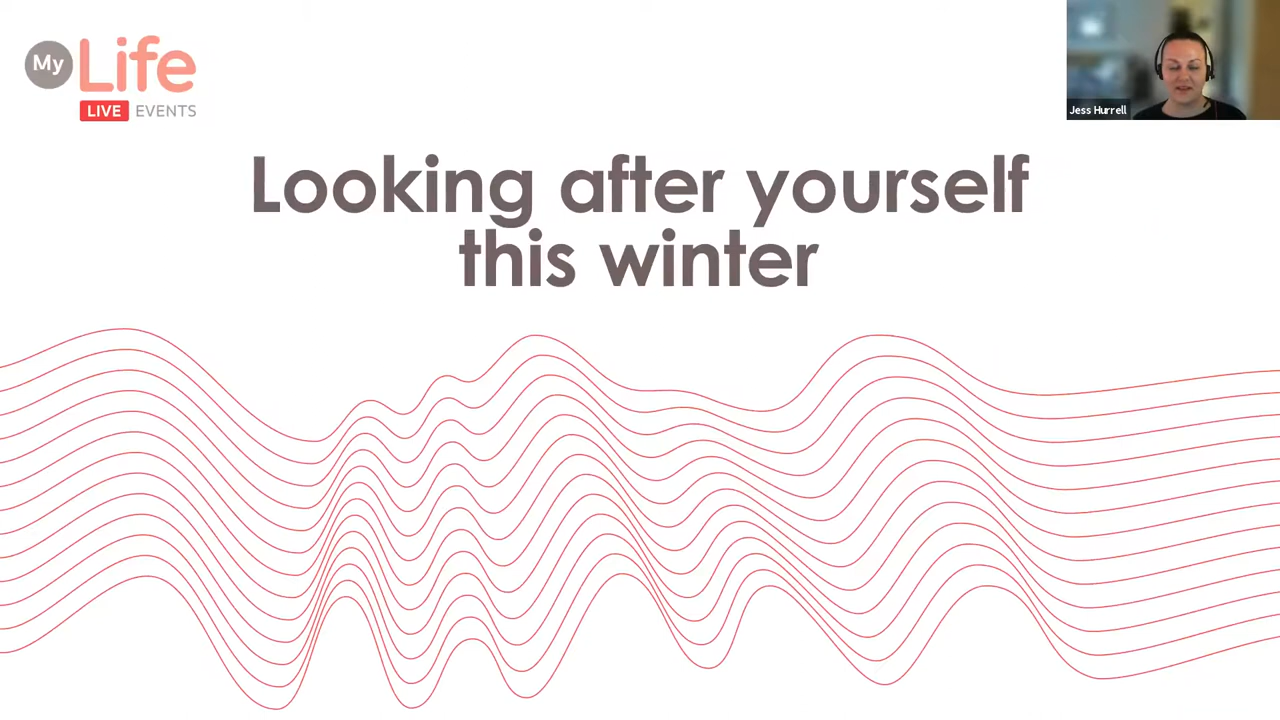 My Life
LIVE EVENTS
Jess Hurrell
Looking after yourself
this winter